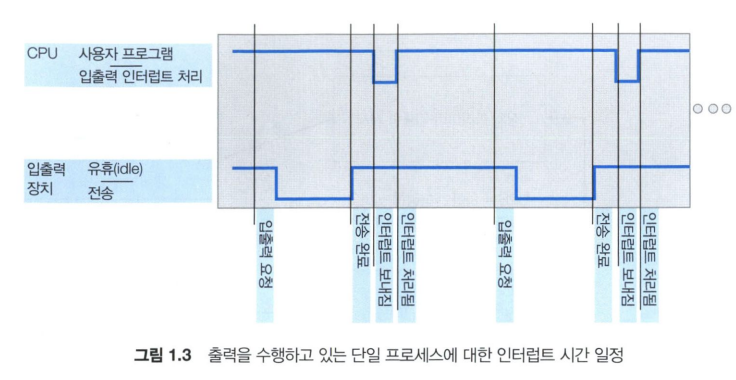 CPU 사용자 프로그램
입출력 인터럽트 처리
입출력 유휴(idle)
장치 전송
입출력 요청
전송 완료
인터럽트 보내짐
인터럽트 처리됨
입출력 요청
전송 완료
인터럽트 보내짐
인터럽트 처리됨
그림 1.3 출력을 수행하고 있는 단일 프로세스에 대한 인터럽트 시간 일정